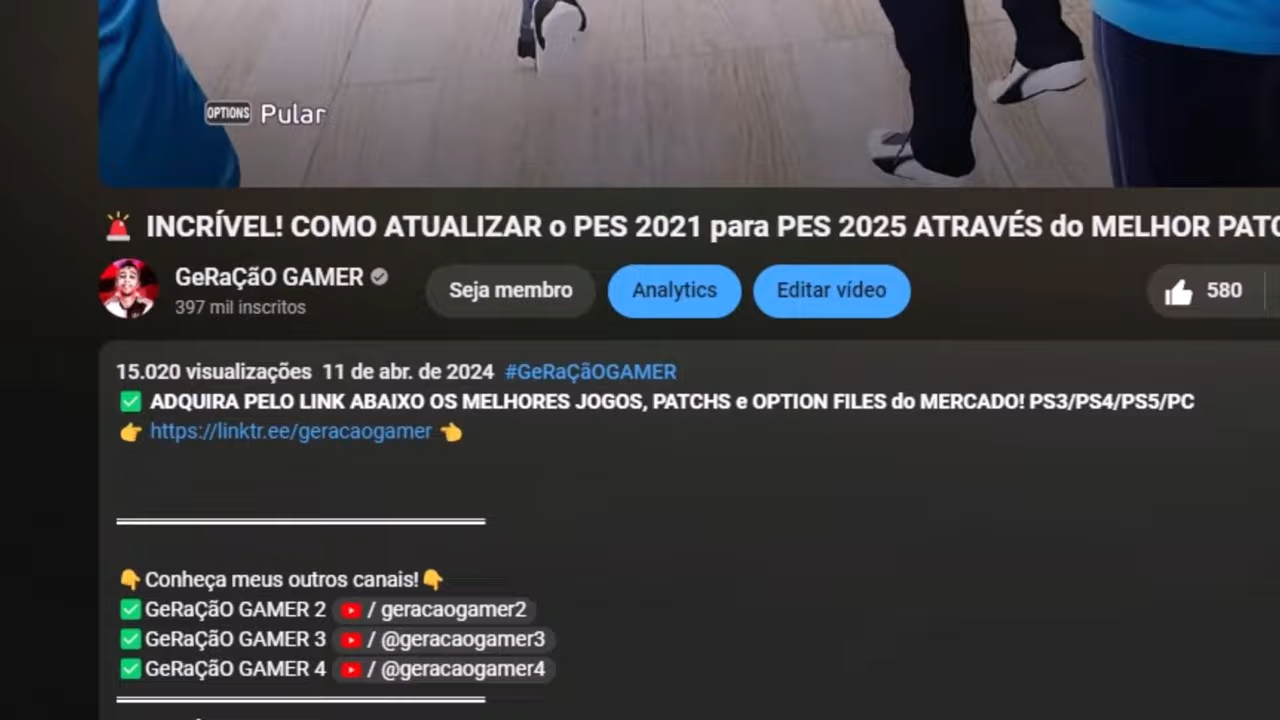 OPTIONS Pular
🚨 INCRÍVEL! COMO ATUALIZAR o PES 2021 para PES 2025 ATRAVÉS do MELHOR
GeRaÇãO GAMER
397 mil inscritos
Seja membro
Analytics
Editar vídeo
580
15.020 visualizações 11 de abr. de 2024 #GeRaÇãOGAMER
✅ ADQUIRA PELO LINK ABAIXO OS MELHORES JOGOS, PATCHS e OPTION FILES do MERCADO! PS3/PS4/PS5/PC
👉 https://linktr.ee/geracaogamer 👈
👇Conheça meus outros canais!👇
✅GeRaÇãO GAMER 2 / geracaogamer2
✅GeRaÇãO GAMER 3 / @geracaogamer3
✅GeRaÇãO GAMER 4 / @geracaogamer4